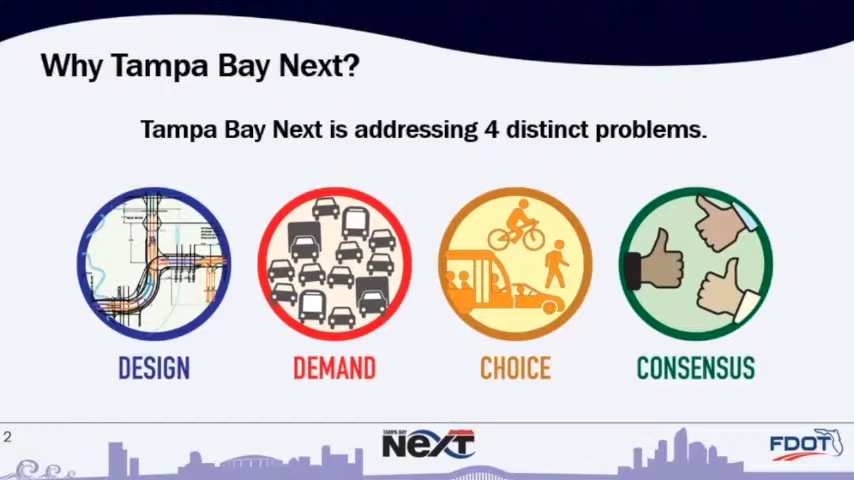 Why Tampa Bay Next?
Tampa Bay Next is addressing 4 distinct problems.
DESIGN
DEMAND
CHOICE
CONSENSUS
2
TAMPA BAY
NEXT
FDOT